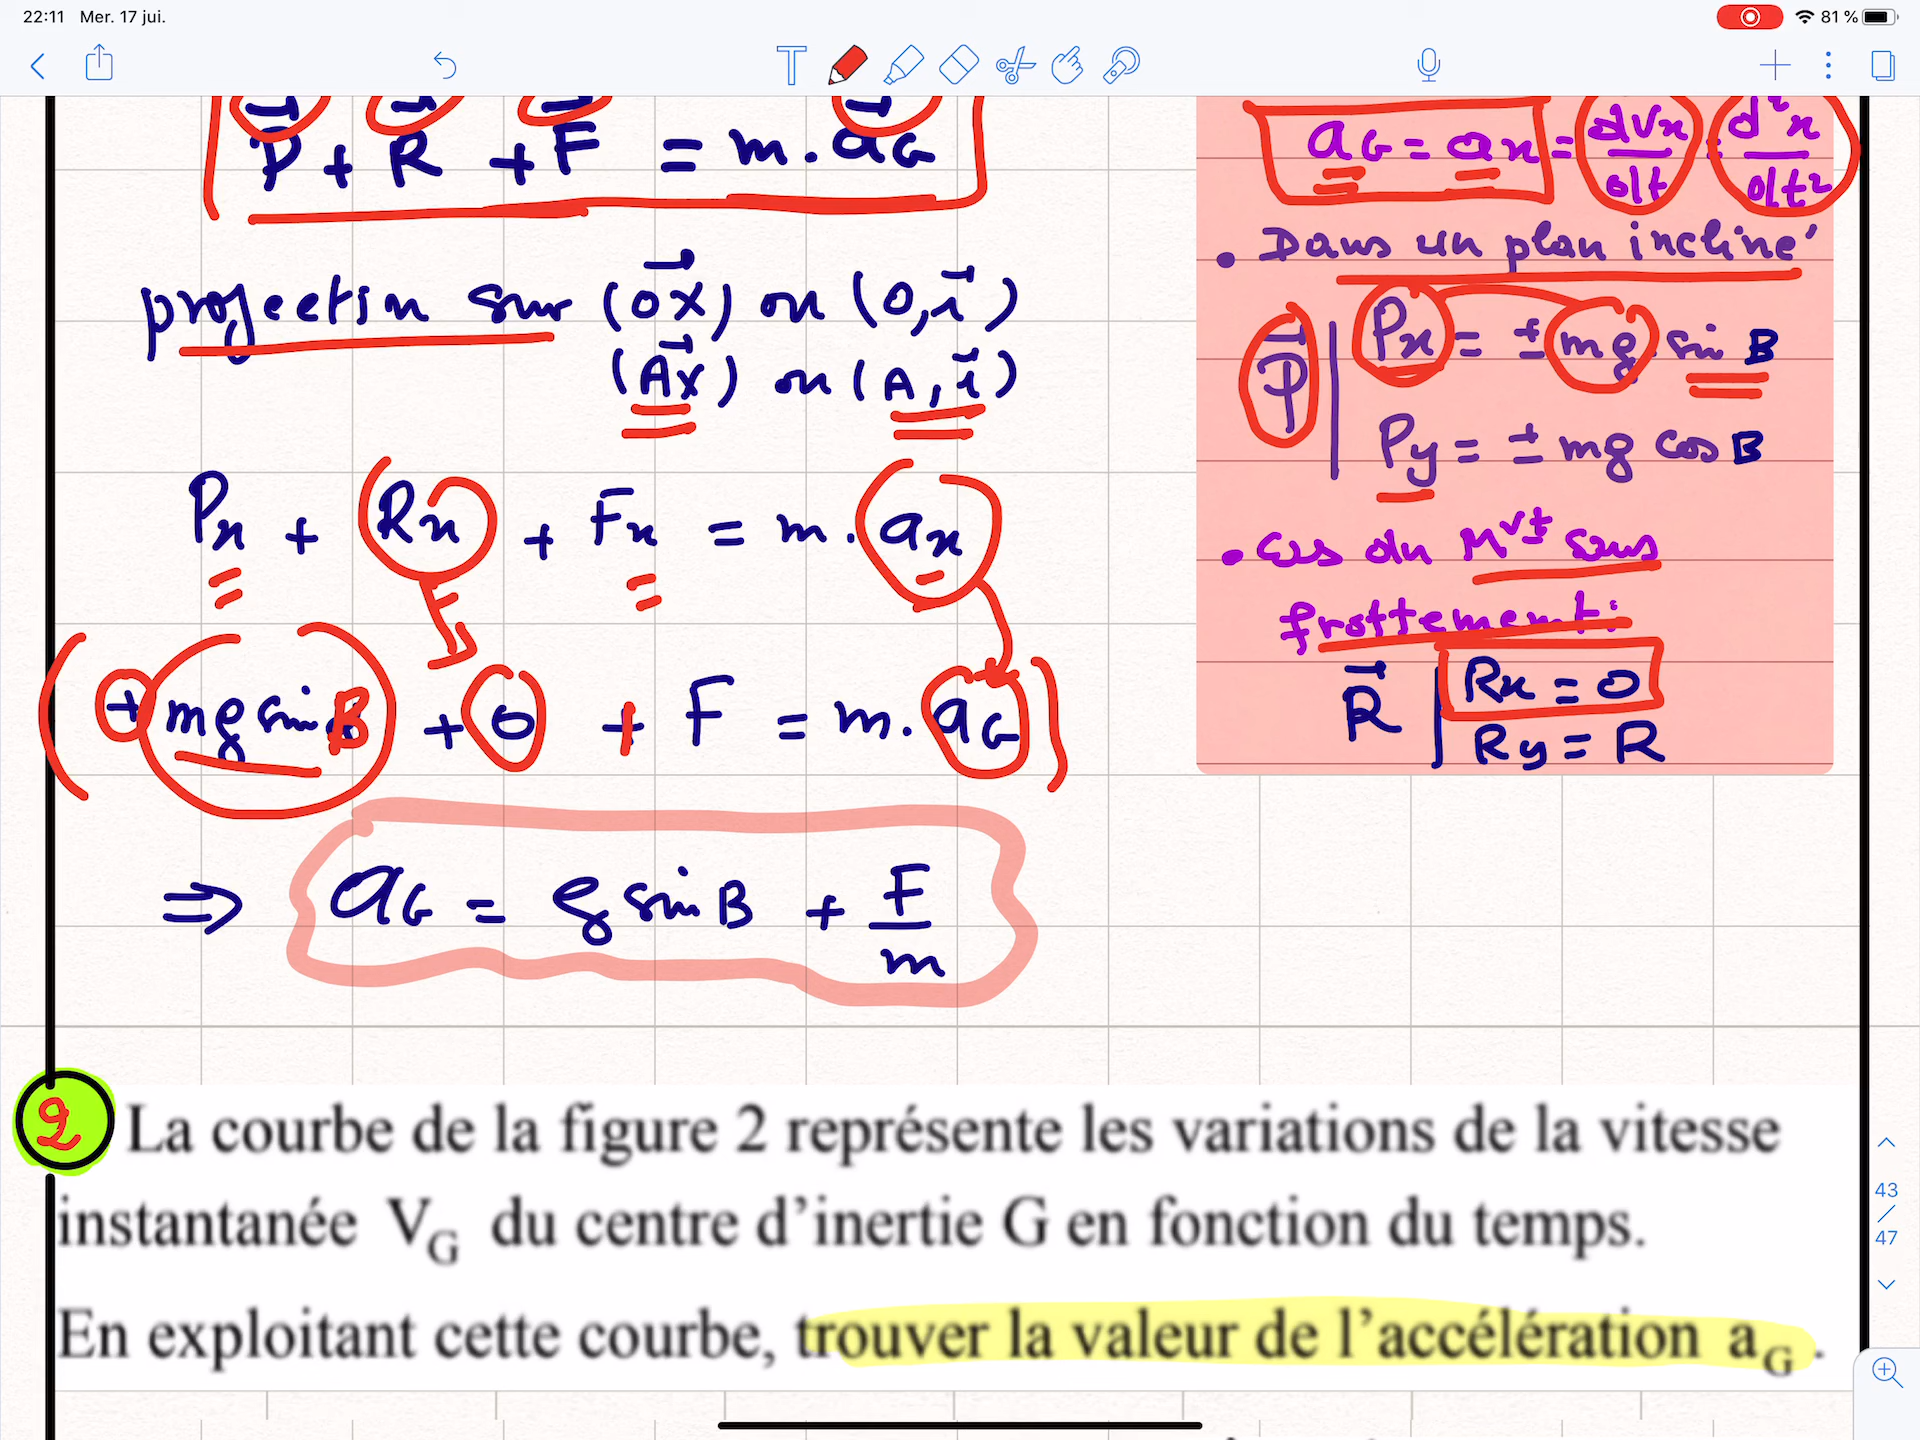 22:11 Mer. 17 jui.
81 %
P + R + F = m . aG
projectin sur (OX) ou (O, i)
(AX) ou (A, i)
Px + Rx + Fx = m . ax
+ mg sin B + 0 + F = m . aG
⇒ aG = g sin B + F/m
aG = ax = dVx/dt = d²x/dt²
• Dans un plan incliné
P | Px = ± mg sin B
Py = ± mg cos B
• Cas du Mvt sans
frottement:
R | Rx = 0
Ry = R
2 La courbe de la figure 2 représente les variations de la vitesse
instantanée VG du centre d’inertie G en fonction du temps.
En exploitant cette courbe, trouver la valeur de l’accélération aG .
43
/
47